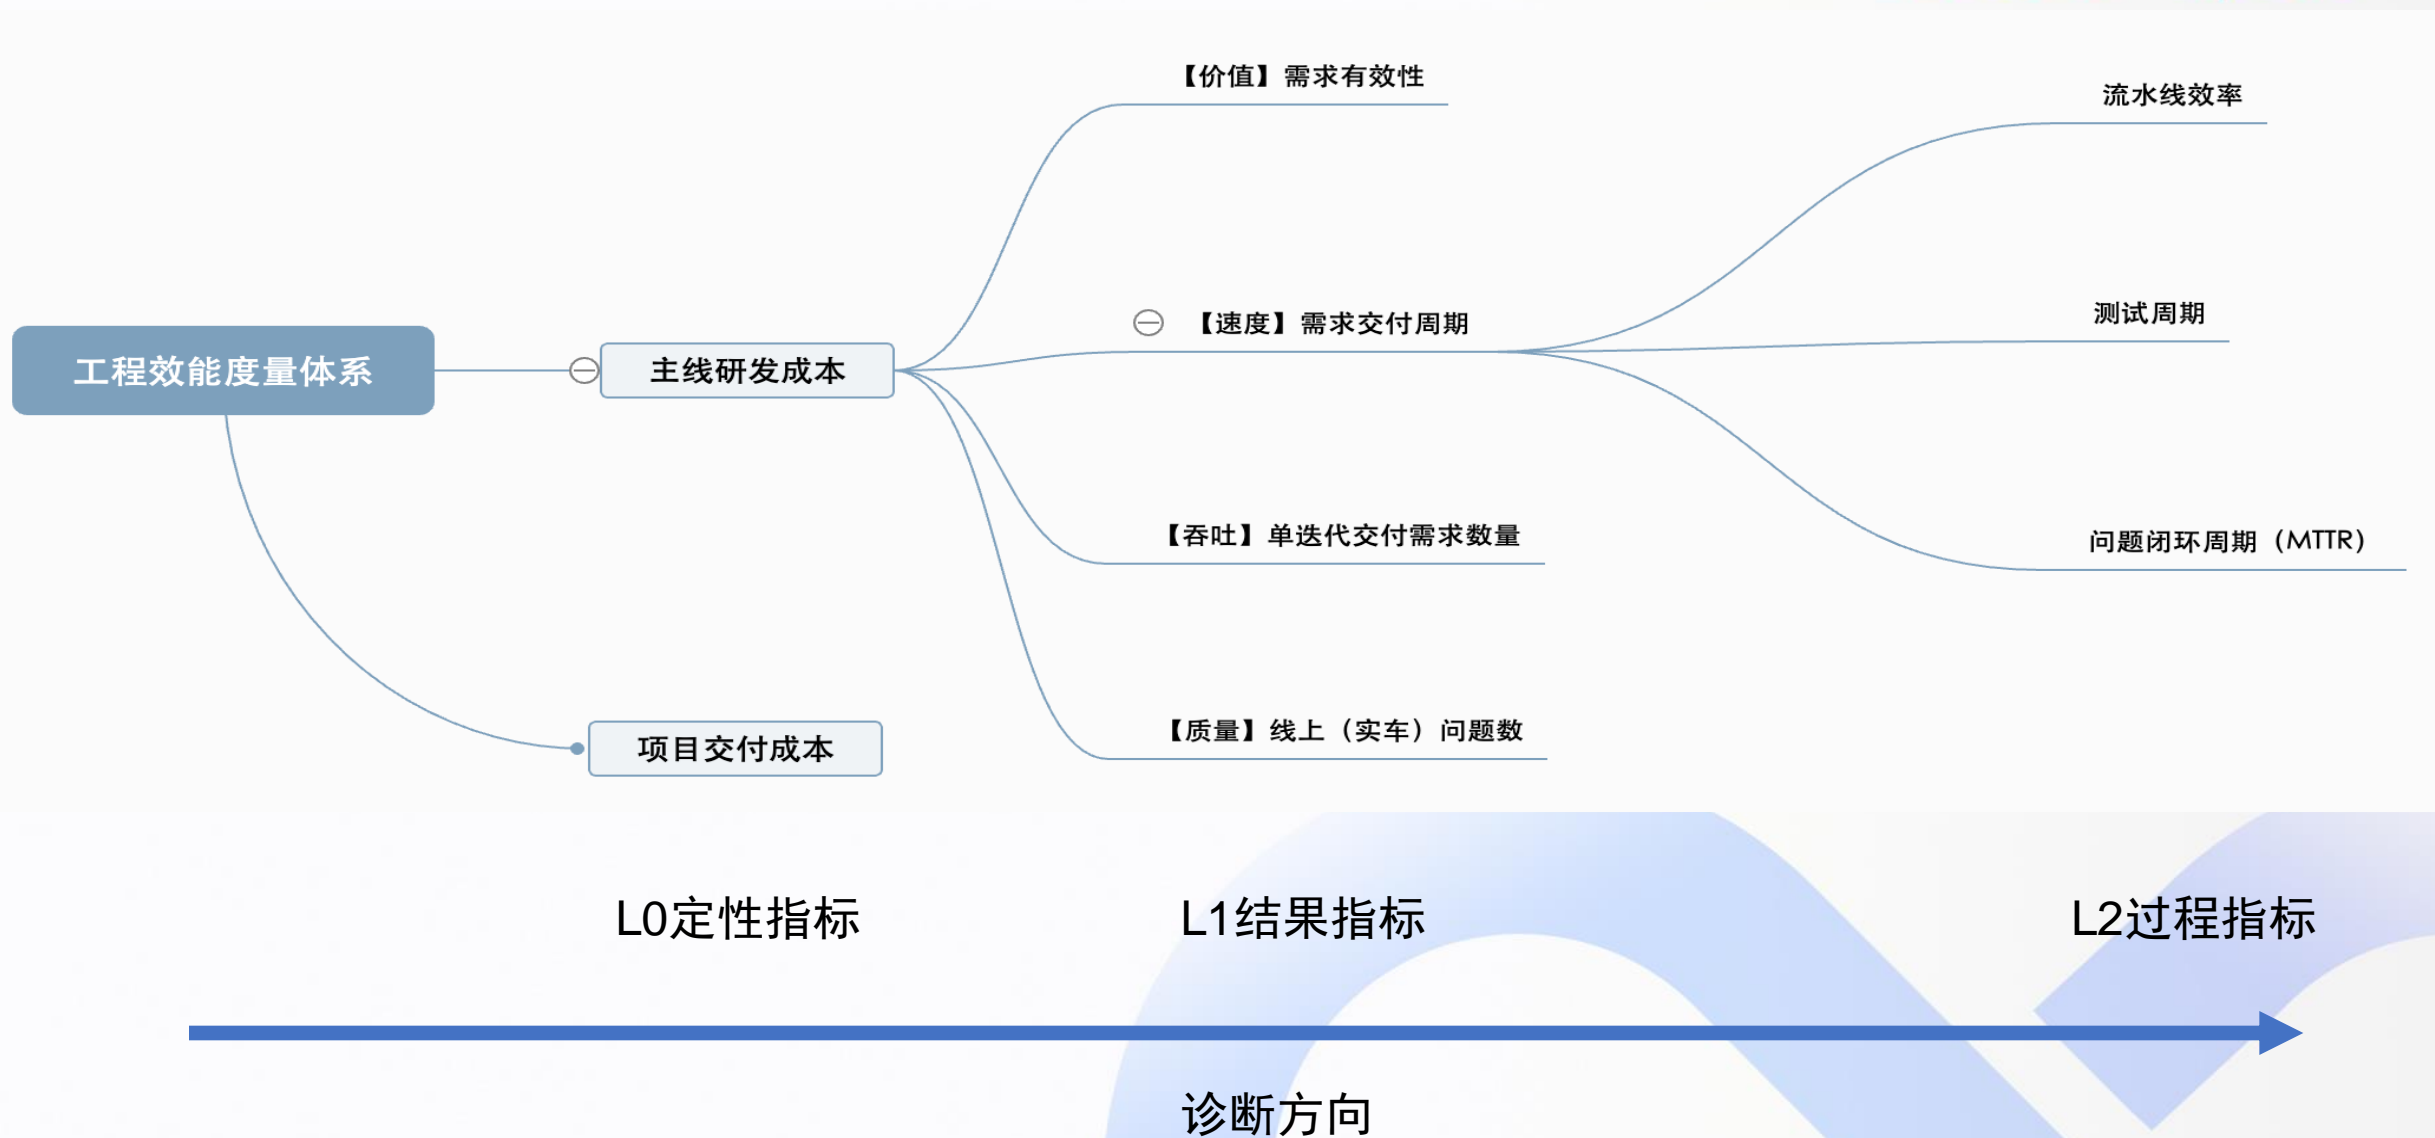 工程效能度量体系
主线研发成本
项目交付成本
【价值】需求有效性
【速度】需求交付周期
【吞吐】单迭代交付需求数量
【质量】线上（实车）问题数
流水线效率
测试周期
问题闭环周期（MTTR）
L0定性指标
L1结果指标
L2过程指标
诊断方向